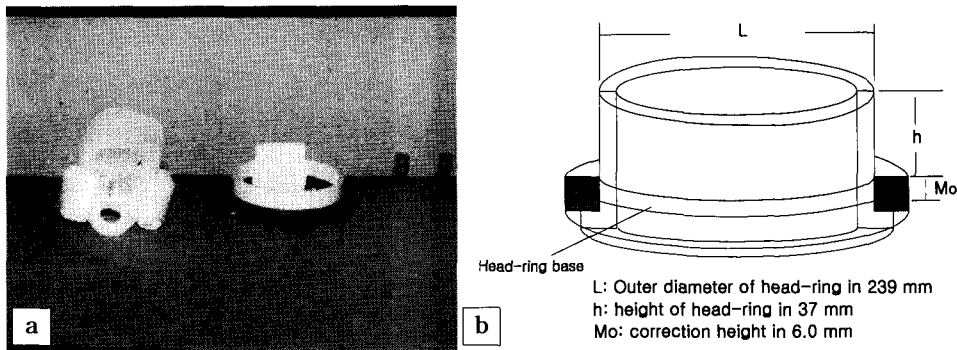 L
h
Mo
Head-ring base
L: Outer diameter of head-ring in 239 mm
h: height of head-ring in 37 mm
Mo: correction height in 6.0 mm
a
b